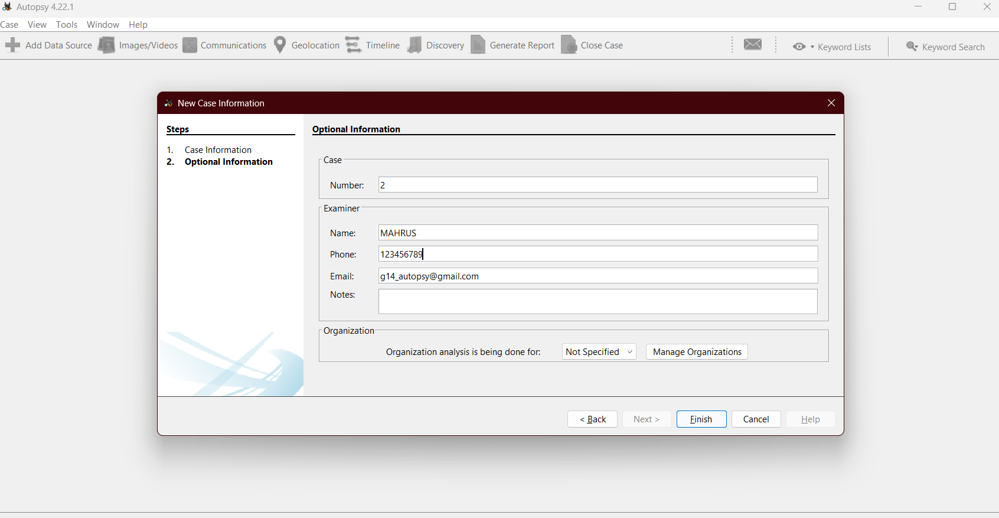 Autopsy 4.22.1
Case View Tools Window Help
Add Data Source Images/Videos Communications Geolocation Timeline Discovery Generate Report Close Case Keyword Lists Keyword Search
New Case Information
Steps
1. Case Information
2. Optional Information
Optional Information
Case
Number: 2
Examiner
Name: MAHRUS
Phone: 123456789
Email: g14_autopsy@gmail.com
Notes:
Organization
Organization analysis is being done for: Not Specified Manage Organizations
< Back Next > Finish Cancel Help